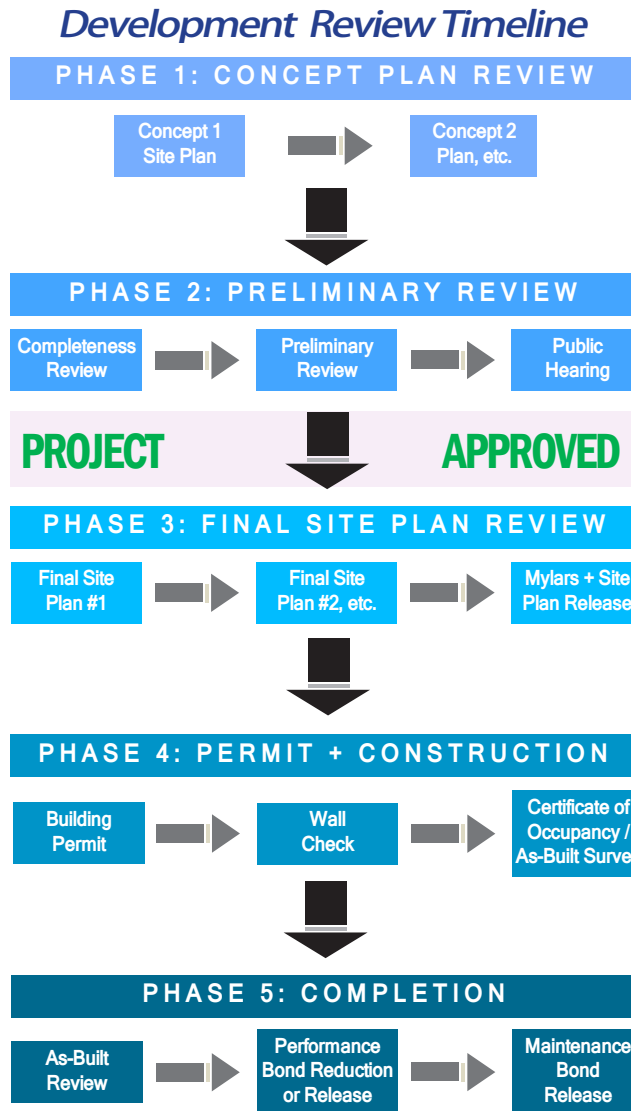 Development Review Timeline
PHASE 1: CONCEPT PLAN REVIEW
Concept 1
Site Plan
Concept 2
Plan, etc.
PHASE 2: PRELIMINARY REVIEW
Completeness
Review
Preliminary
Review
Public
Hearing
PROJECT APPROVED
PHASE 3: FINAL SITE PLAN REVIEW
Final Site
Plan #1
Final Site
Plan #2, etc.
Mylars + Site
Plan Release
PHASE 4: PERMIT + CONSTRUCTION
Building
Permit
Wall
Check
Certificate of
Occupancy /
As-Built Surve
PHASE 5: COMPLETION
As-Built
Review
Performance
Bond Reduction
or Release
Maintenance
Bond
Release